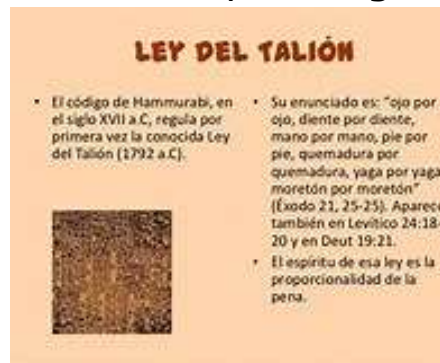 LEY DEL TALIÓN
• El código de Hammurabi, en
el siglo XVII a.C, regula por
primera vez la conocida Ley
del Talión (1792 a.C).
• Su enunciado es: "ojo por
ojo, diente por diente,
mano por mano, pie por
pie, quemadura por
quemadura, yaga por yaga,
moretón por moretón"
(Éxodo 21, 25-25). Aparece
también en Levítico 24:18-
20 y en Deut 19:21.
• El espíritu de esa ley es la
proporcionalidad de la
pena.